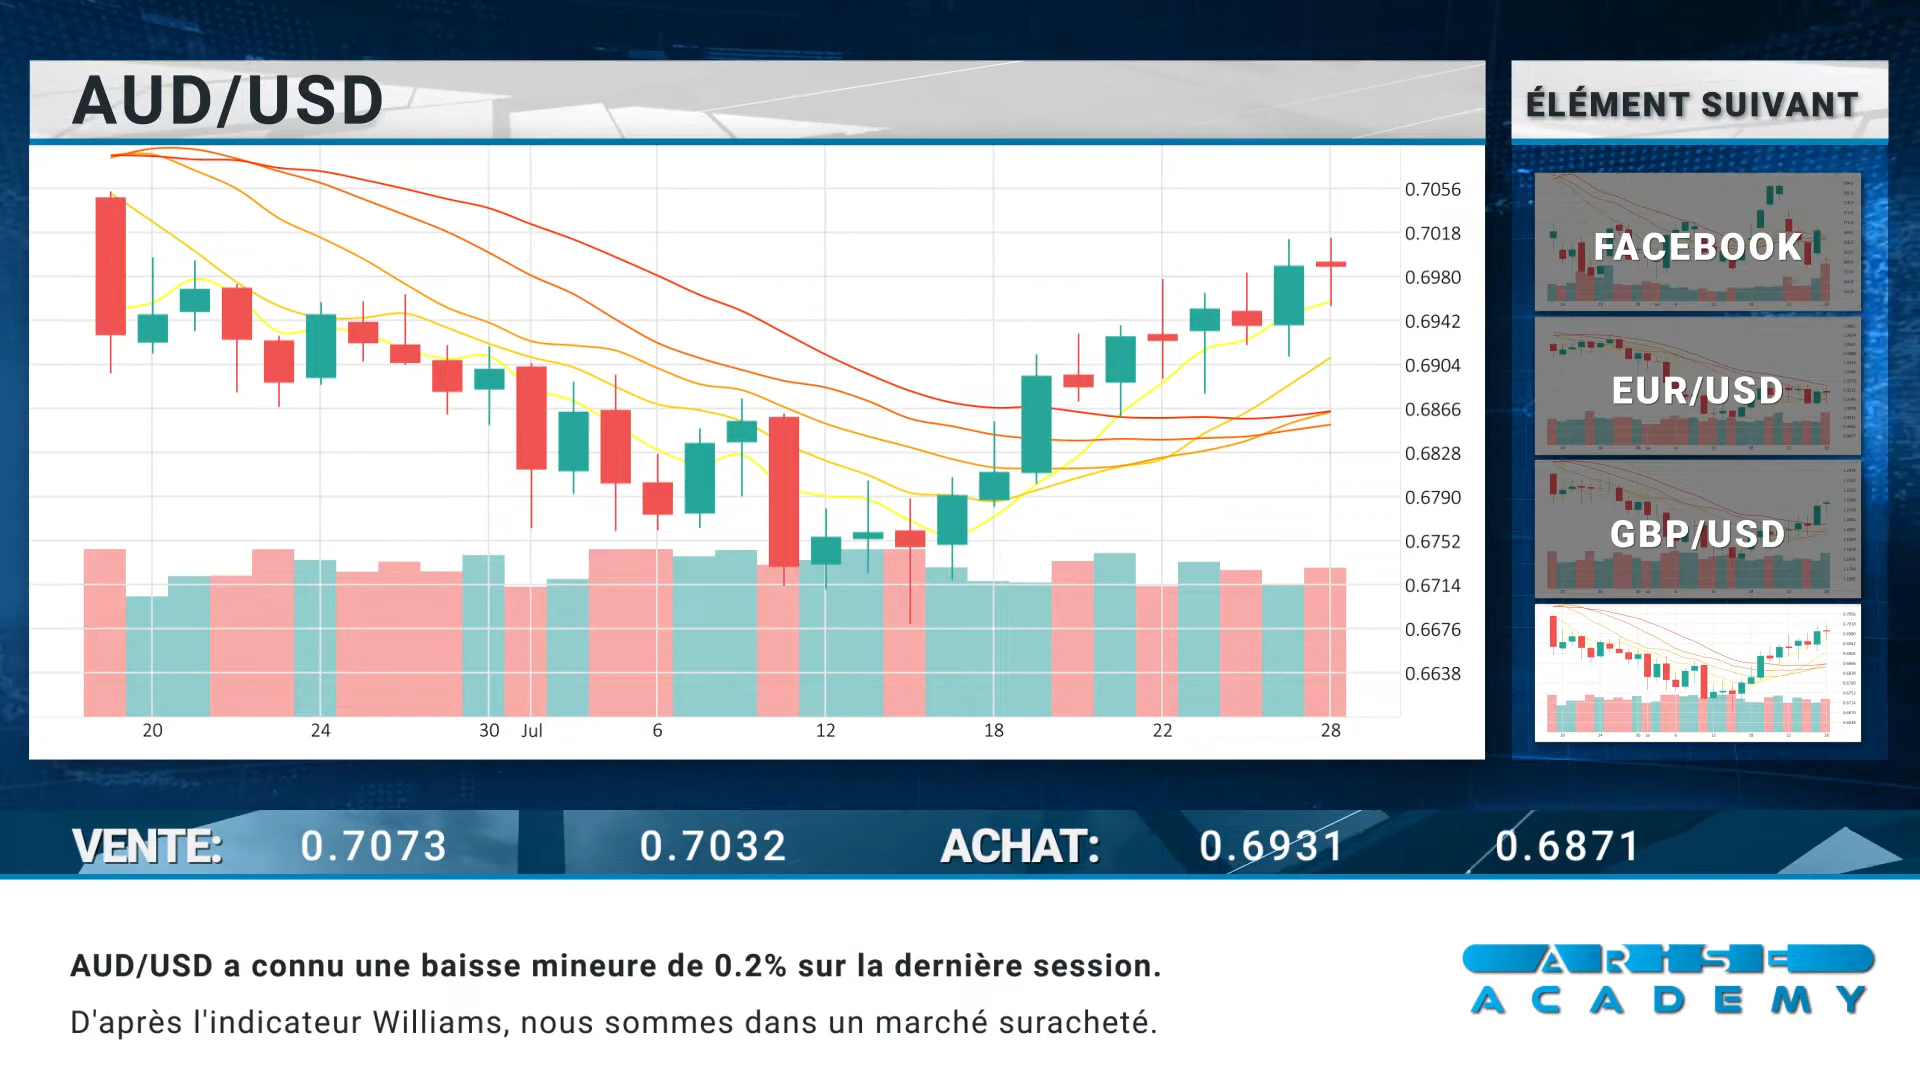 AUD/USD
ÉLÉMENT SUIVANT
0.7056
0.7018
0.6980
0.6942
0.6904
0.6866
0.6828
0.6790
0.6752
0.6714
0.6676
0.6638
20 24 30 Jul 6 12 18 22 28
FACEBOOK
EUR/USD
GBP/USD
VENTE: 0.7073 0.7032 ACHAT: 0.6931 0.6871
AUD/USD a connu une baisse mineure de 0.2% sur la dernière session.
D'après l'indicateur Williams, nous sommes dans un marché suracheté.
ARISE
ACADEMY